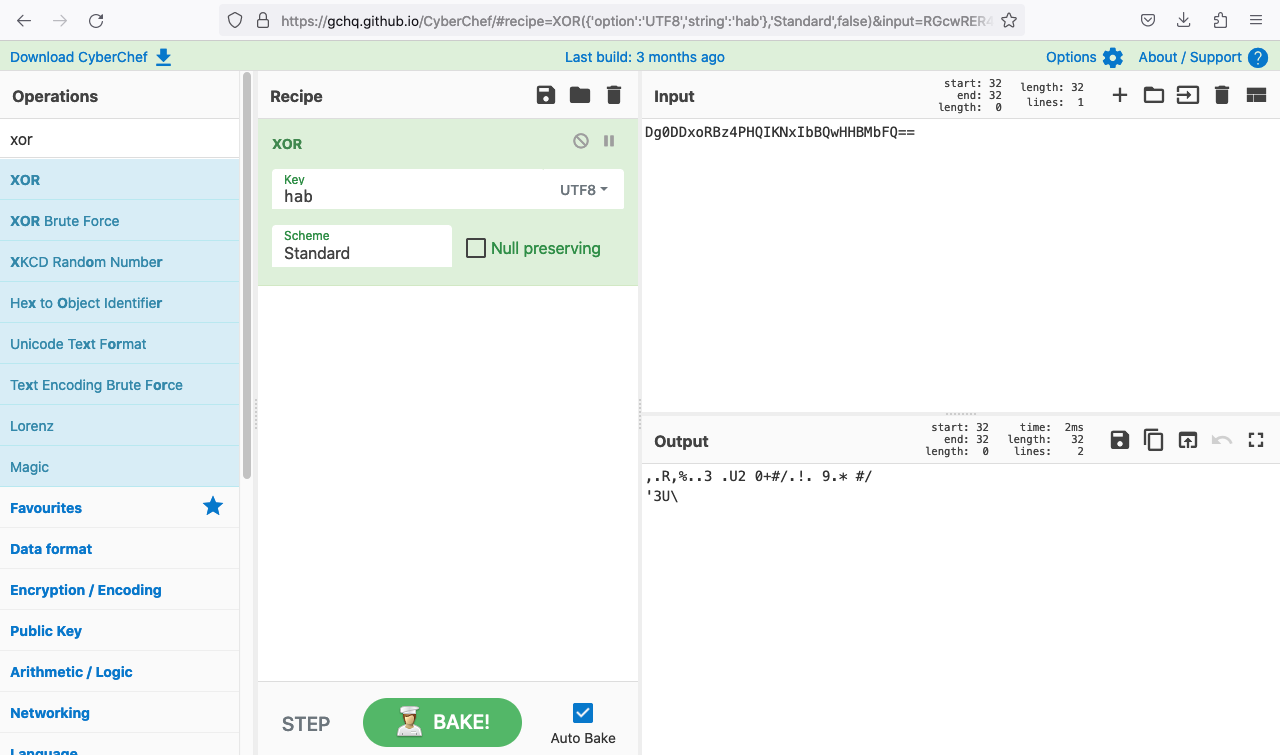 https://gchq.github.io/CyberChef/#recipe=XOR({'option':'UTF8','string':'hab'},'Standard',false)&input=RGcwRER4
Download CyberChef
Last build: 3 months ago
Options
About / Support
Operations
xor
XOR
XOR Brute Force
XKCD Random Number
Hex to Object Identifier
Unicode Text Format
Text Encoding Brute Force
Lorenz
Magic
Favourites
Data format
Encryption / Encoding
Public Key
Arithmetic / Logic
Networking
Language
Recipe
XOR
Key
hab
UTF8
Scheme
Standard
Null preserving
STEP
BAKE!
Auto Bake
Input
start: 32
end: 32
length: 0
length: 32
lines: 1
Dg0DDxoRBz4PHQIKNxIbBQwHHBMbFQ==
Output
start: 32
end: 32
length: 0
time: 2ms
length: 32
lines: 2
,.R,%..3 .U2 0+#/.!. 9.* #/
'3U\